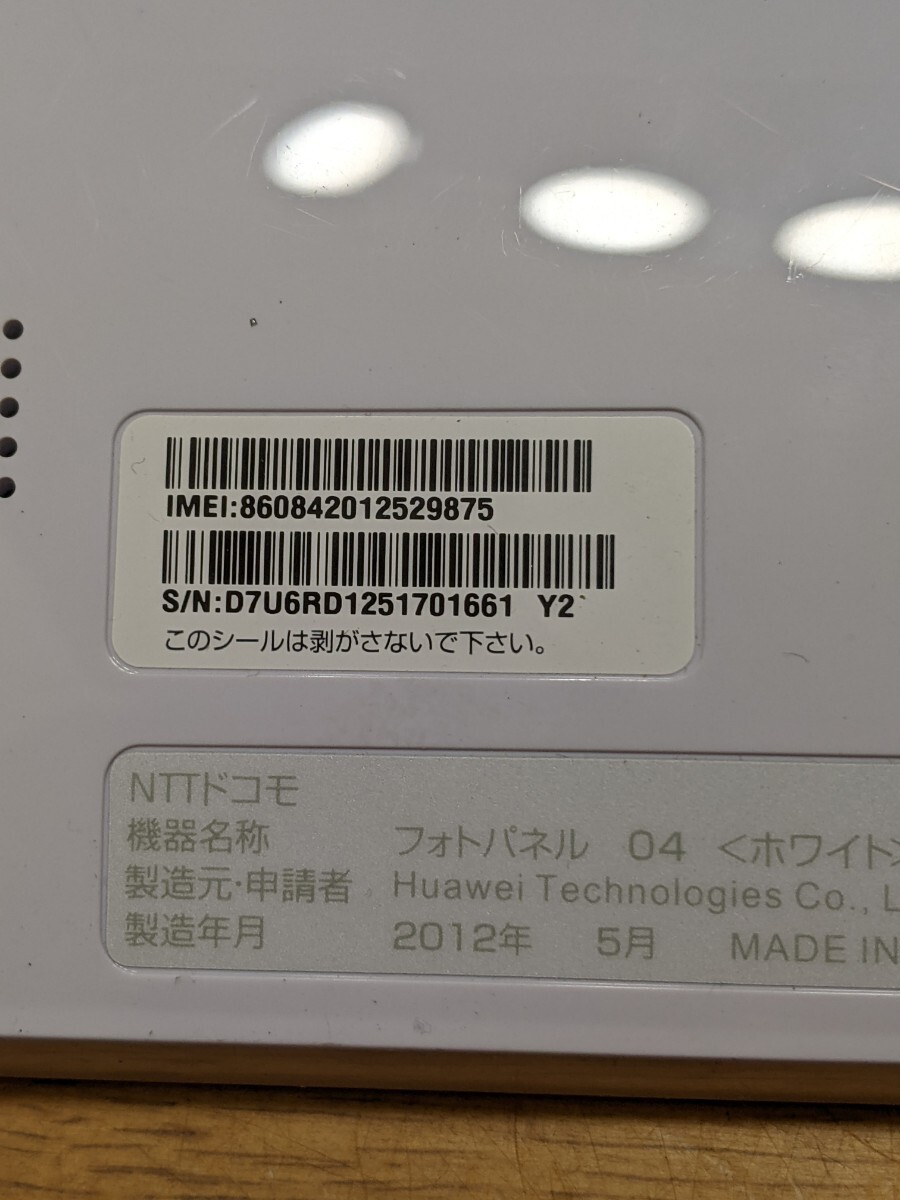 IMEI:860842012529875
S/N:D7U6RD1251701661 Y2
このシールは剥がさないで下さい。
NTTドコモ
機器名称 フォトパネル 04 <ホワイト>
製造元・申請者 Huawei Technologies Co., L
製造年月 2012年 5月 MADE IN